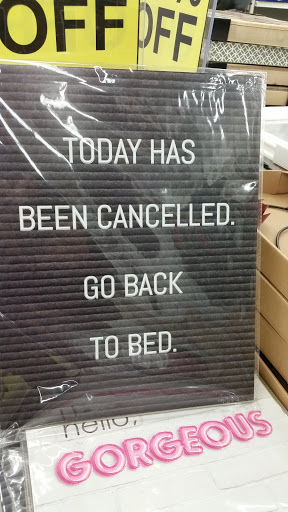 OFF
OFF
TODAY HAS
BEEN CANCELLED.
GO BACK
TO BED.
hello,
GORGEOUS